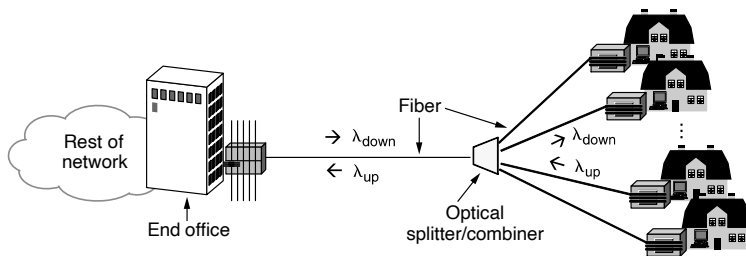 Rest of
network
End office
→ λdown
← λup
Fiber
Optical
splitter/combiner
→ λdown
← λup